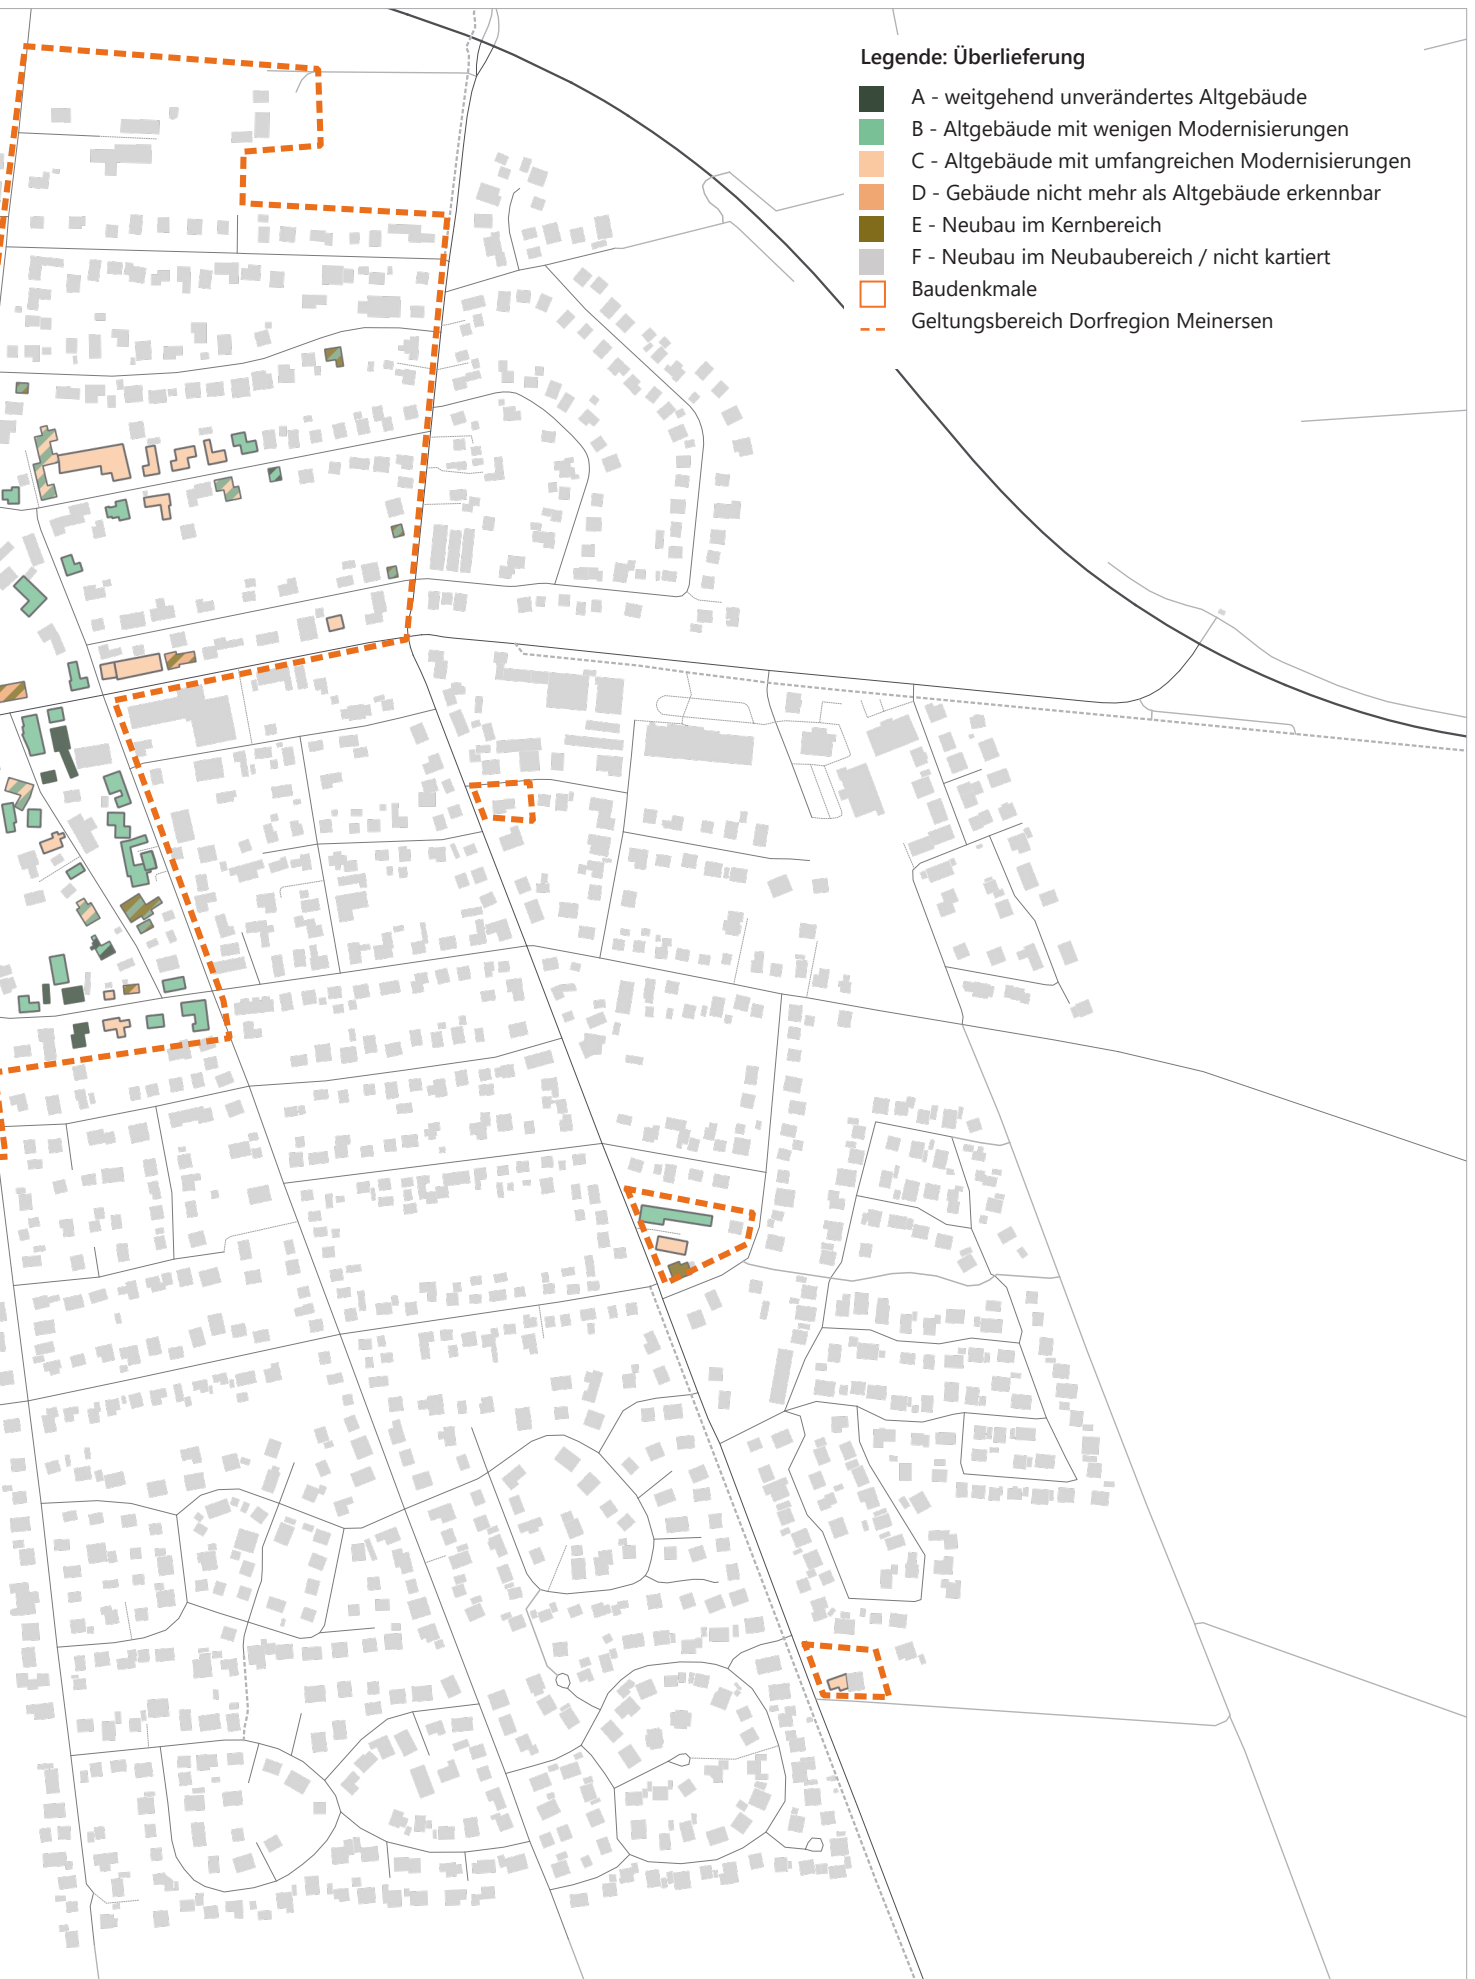 Legende: Überlieferung
A - weitgehend unverändertes Altgebäude
B - Altgebäude mit wenigen Modernisierungen
C - Altgebäude mit umfangreichen Modernisierungen
D - Gebäude nicht mehr als Altgebäude erkennbar
E - Neubau im Kernbereich
F - Neubau im Neubaubereich / nicht kartiert
Baudenkmale
Geltungsbereich Dorfregion Meinersen